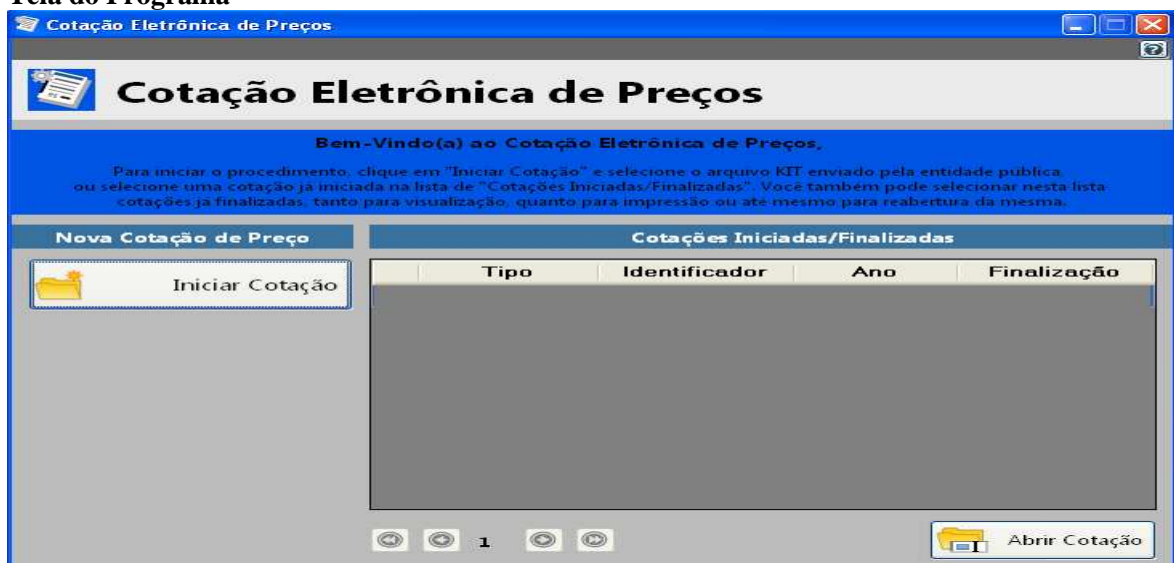 Tela do Programa
Cotação Eletrônica de Preços
Cotação Eletrônica de Preços
Bem-Vindo(a) ao Cotação Eletrônica de Preços,
Para iniciar o procedimento, clique em "Iniciar Cotação" e selecione o arquivo KIT enviado pela entidade pública
ou selecione uma cotação já iniciada na lista de "Cotações Iniciadas/Finalizadas". Você também pode selecionar nesta lista
cotações já finalizadas, tanto para visualização, quanto para impressão ou até mesmo para reabertura da mesma.
Nova Cotação de Preço
Cotações Iniciadas/Finalizadas
Iniciar Cotação
Tipo Identificador Ano Finalização
1
Abrir Cotação